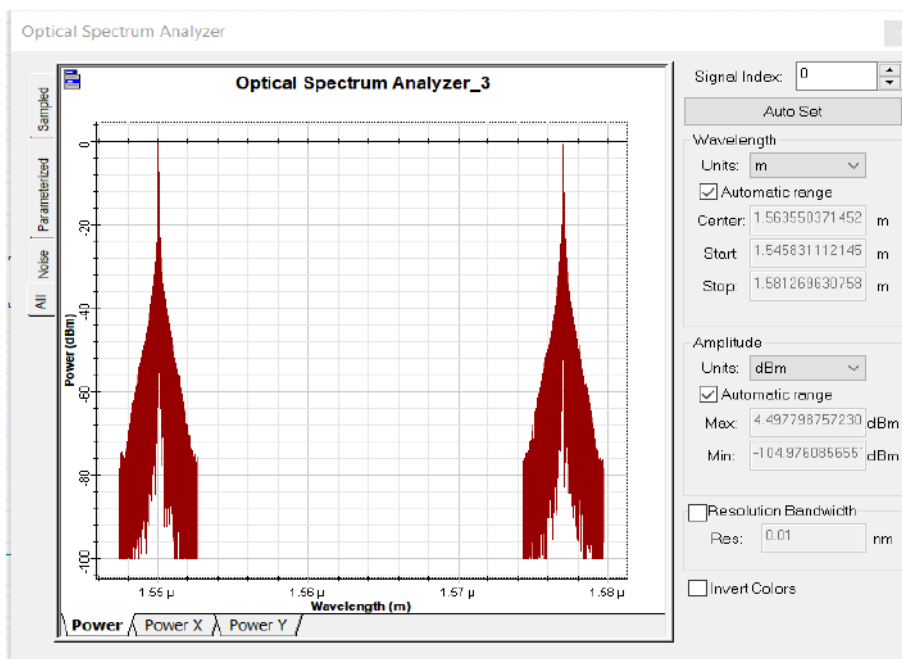 Optical Spectrum Analyzer
Sampled
Parameterized
Noise
All
Optical Spectrum Analyzer_3
Power (dBm)
0
-20
-40
-60
-80
-100
1.55 µ
1.56 µ
1.57 µ
1.58 µ
Wavelength (m)
Power
Power X
Power Y
Signal Index: 0
Auto Set
Wavelength
Units: m
Automatic range
Center: 1.563550371452 m
Start 1.545831112145 m
Stop: 1.581269630758 m
Amplitude
Units: dBm
Automatic range
Max: 4.497798757230 dBm
Min: -104.976085655 dBm
Resolution Bandwidth
Res: 0.01 nm
Invert Colors